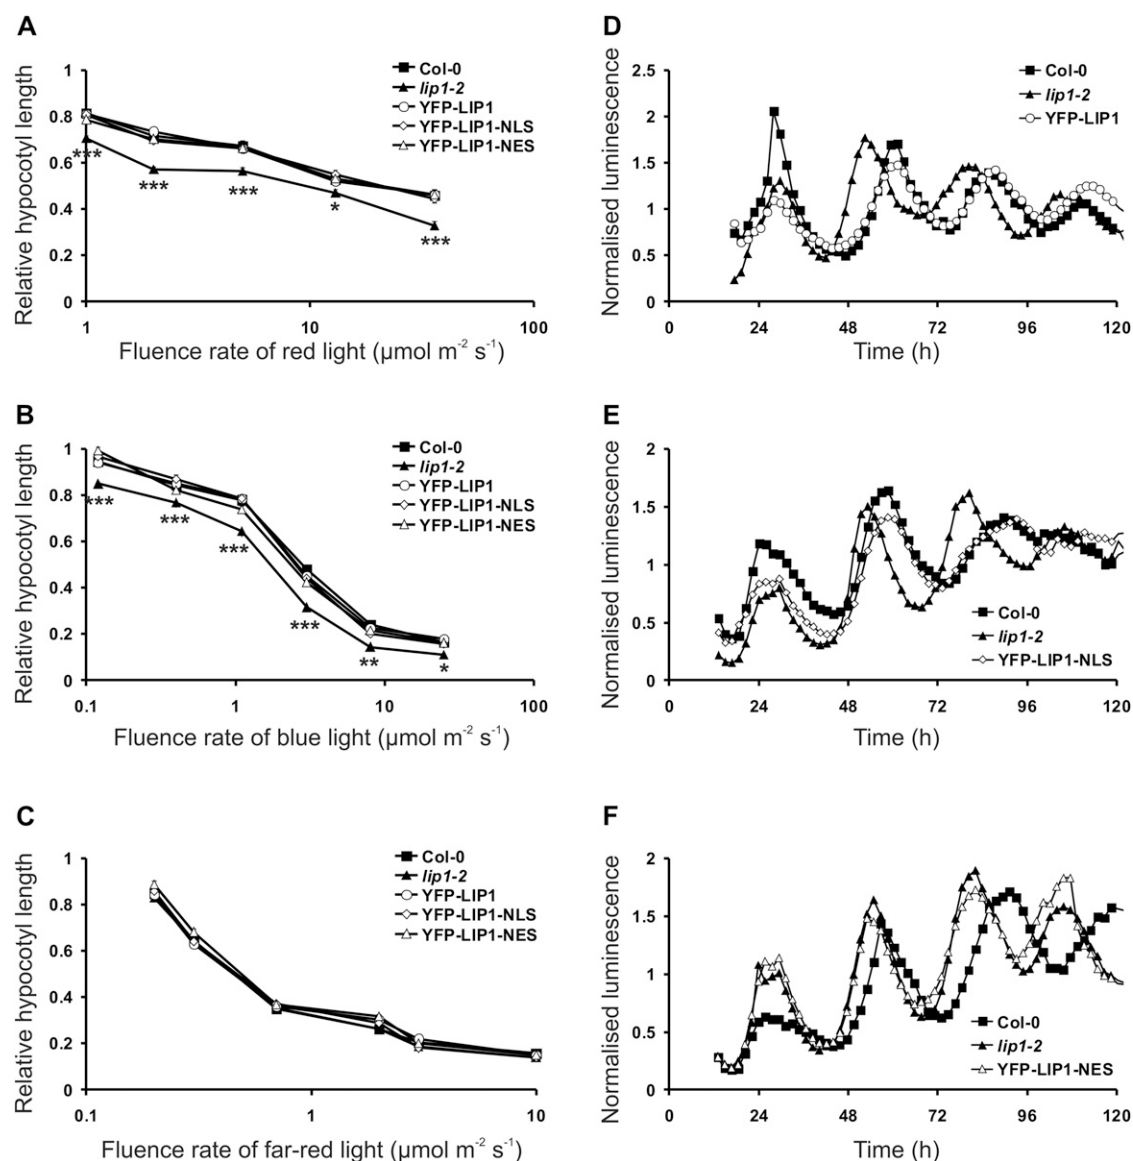 A
Relative hypocotyl length
1
0.8
0.6
0.4
0.2
0
1
10
100
Fluence rate of red light (µmol m⁻² s⁻¹)
Col-0
lip1-2
YFP-LIP1
YFP-LIP1-NLS
YFP-LIP1-NES
***
***
***
*
***
D
Normalised luminescence
2.5
2
1.5
1
0.5
0
0
24
48
72
96
120
Time (h)
Col-0
lip1-2
YFP-LIP1
B
Relative hypocotyl length
1
0.8
0.6
0.4
0.2
0
0.1
1
10
100
Fluence rate of blue light (µmol m⁻² s⁻¹)
Col-0
lip1-2
YFP-LIP1
YFP-LIP1-NLS
YFP-LIP1-NES
***
***
***
***
**
*
E
Normalised luminescence
2
1.5
1
0.5
0
0
24
48
72
96
120
Time (h)
Col-0
lip1-2
YFP-LIP1-NLS
C
Relative hypocotyl length
1
0.8
0.6
0.4
0.2
0
0.1
1
10
Fluence rate of far-red light (µmol m⁻² s⁻¹)
Col-0
lip1-2
YFP-LIP1
YFP-LIP1-NLS
YFP-LIP1-NES
F
Normalised luminescence
2
1.5
1
0.5
0
0
24
48
72
96
120
Time (h)
Col-0
lip1-2
YFP-LIP1-NES